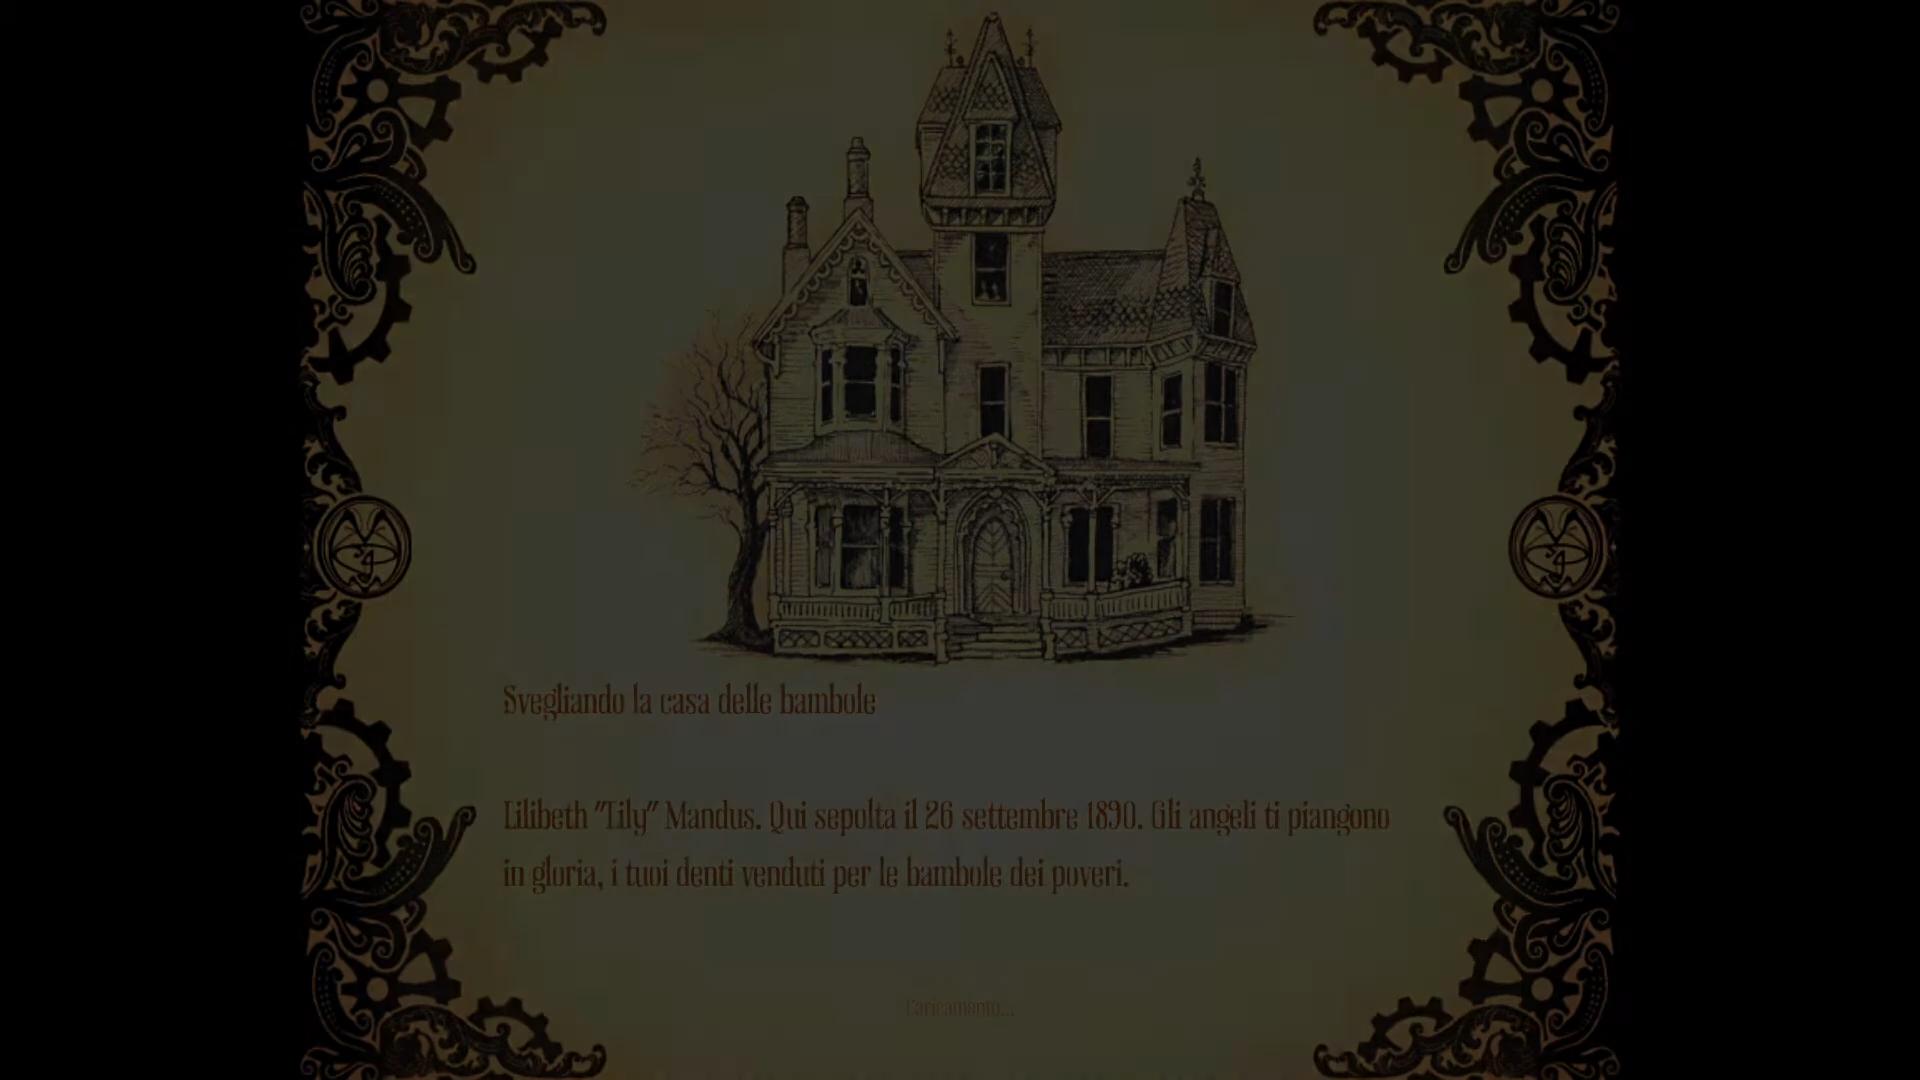 Svegliando la casa delle bambole
Lilibeth "Lily" Mandus. Qui sepolta il 26 settembre 1890. Gli angeli ti piangono
in gloria, i tuoi denti venduti per le bambole dei poveri.
Caricamento...